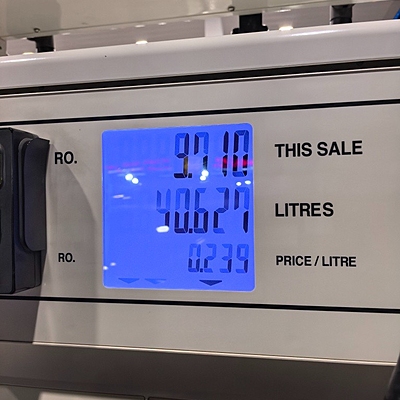 RO. 9.710 THIS SALE
40.627 LITRES
RO. 0.239 PRICE / LITRE